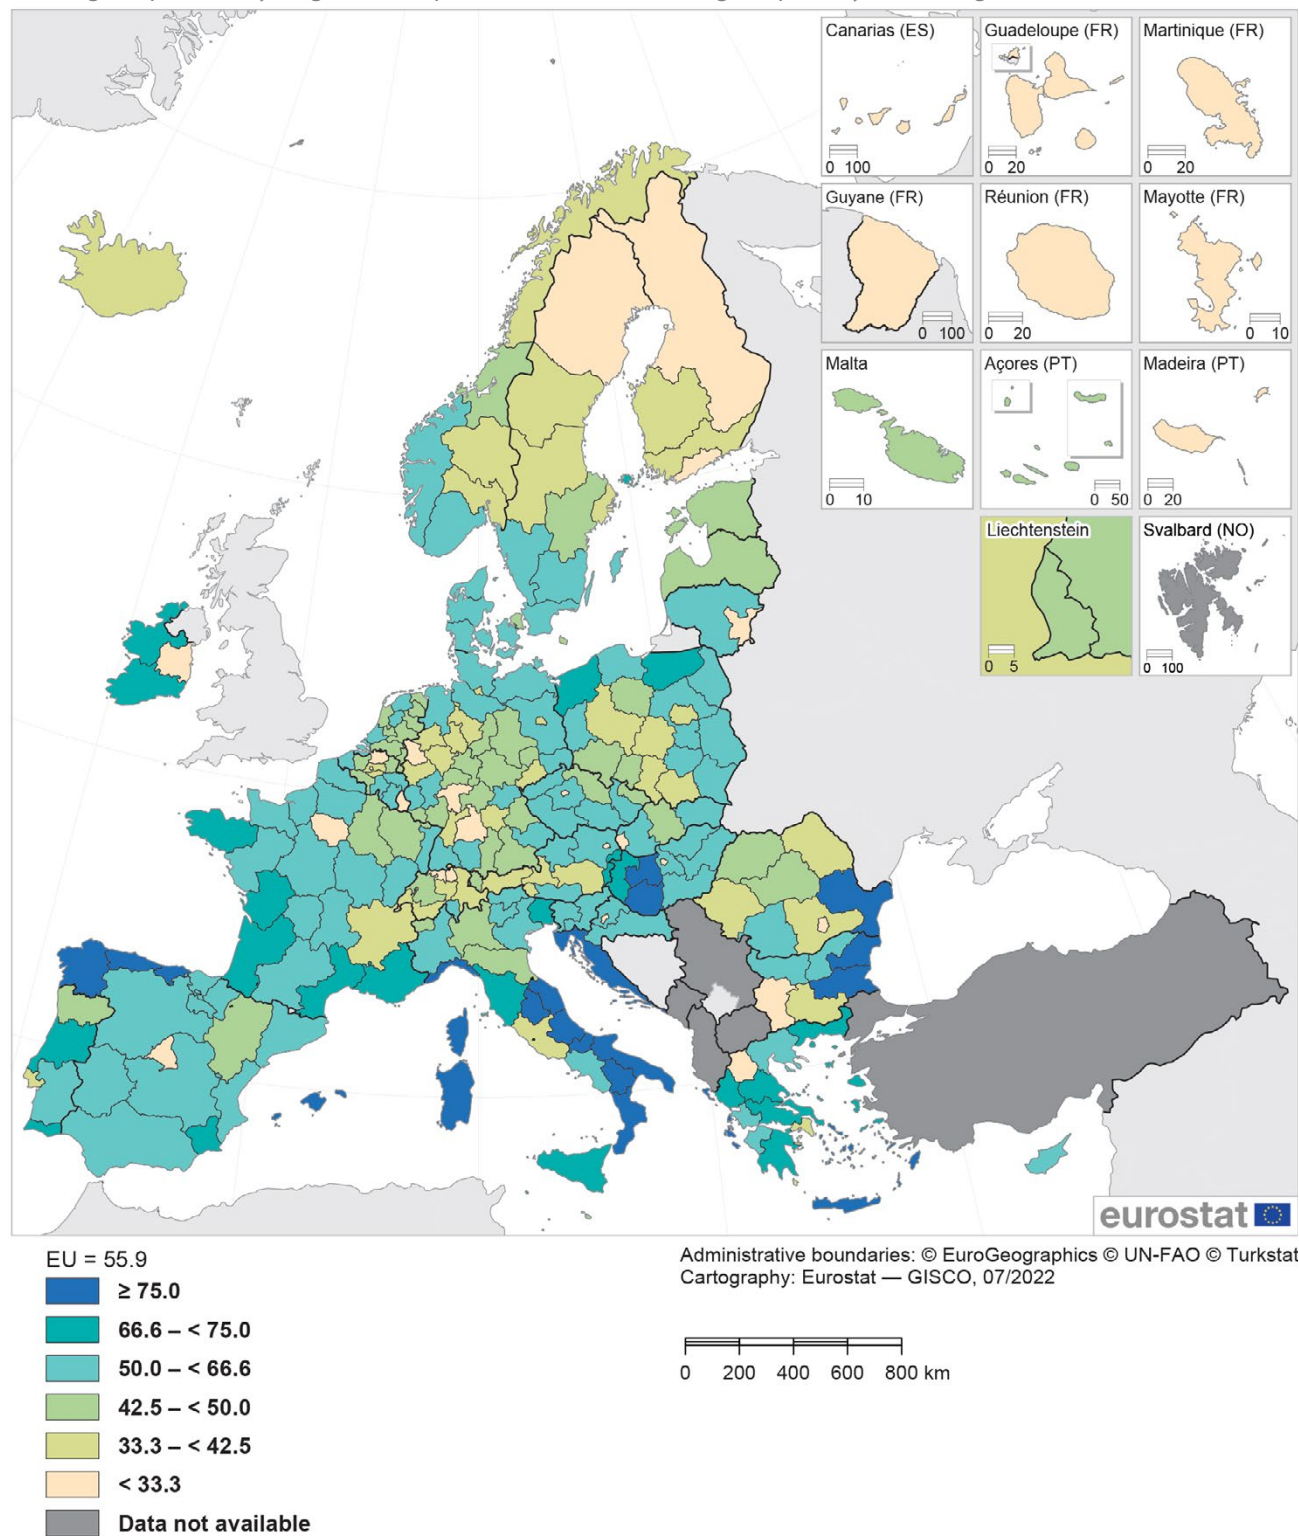 Canarias (ES)
0 100
Guadeloupe (FR)
0 20
Martinique (FR)
0 20
Guyane (FR)
0 100
Réunion (FR)
0 20
Mayotte (FR)
0 10
Malta
0 10
Açores (PT)
0 50
Madeira (PT)
0 20
Liechtenstein
0 5
Svalbard (NO)
0 100
eurostat
EU = 55.9
≥ 75.0
66.6 – < 75.0
50.0 – < 66.6
42.5 – < 50.0
33.3 – < 42.5
< 33.3
Data not available
Administrative boundaries: © EuroGeographics © UN-FAO © Turkstat
Cartography: Eurostat — GISCO, 07/2022
0 200 400 600 800 km